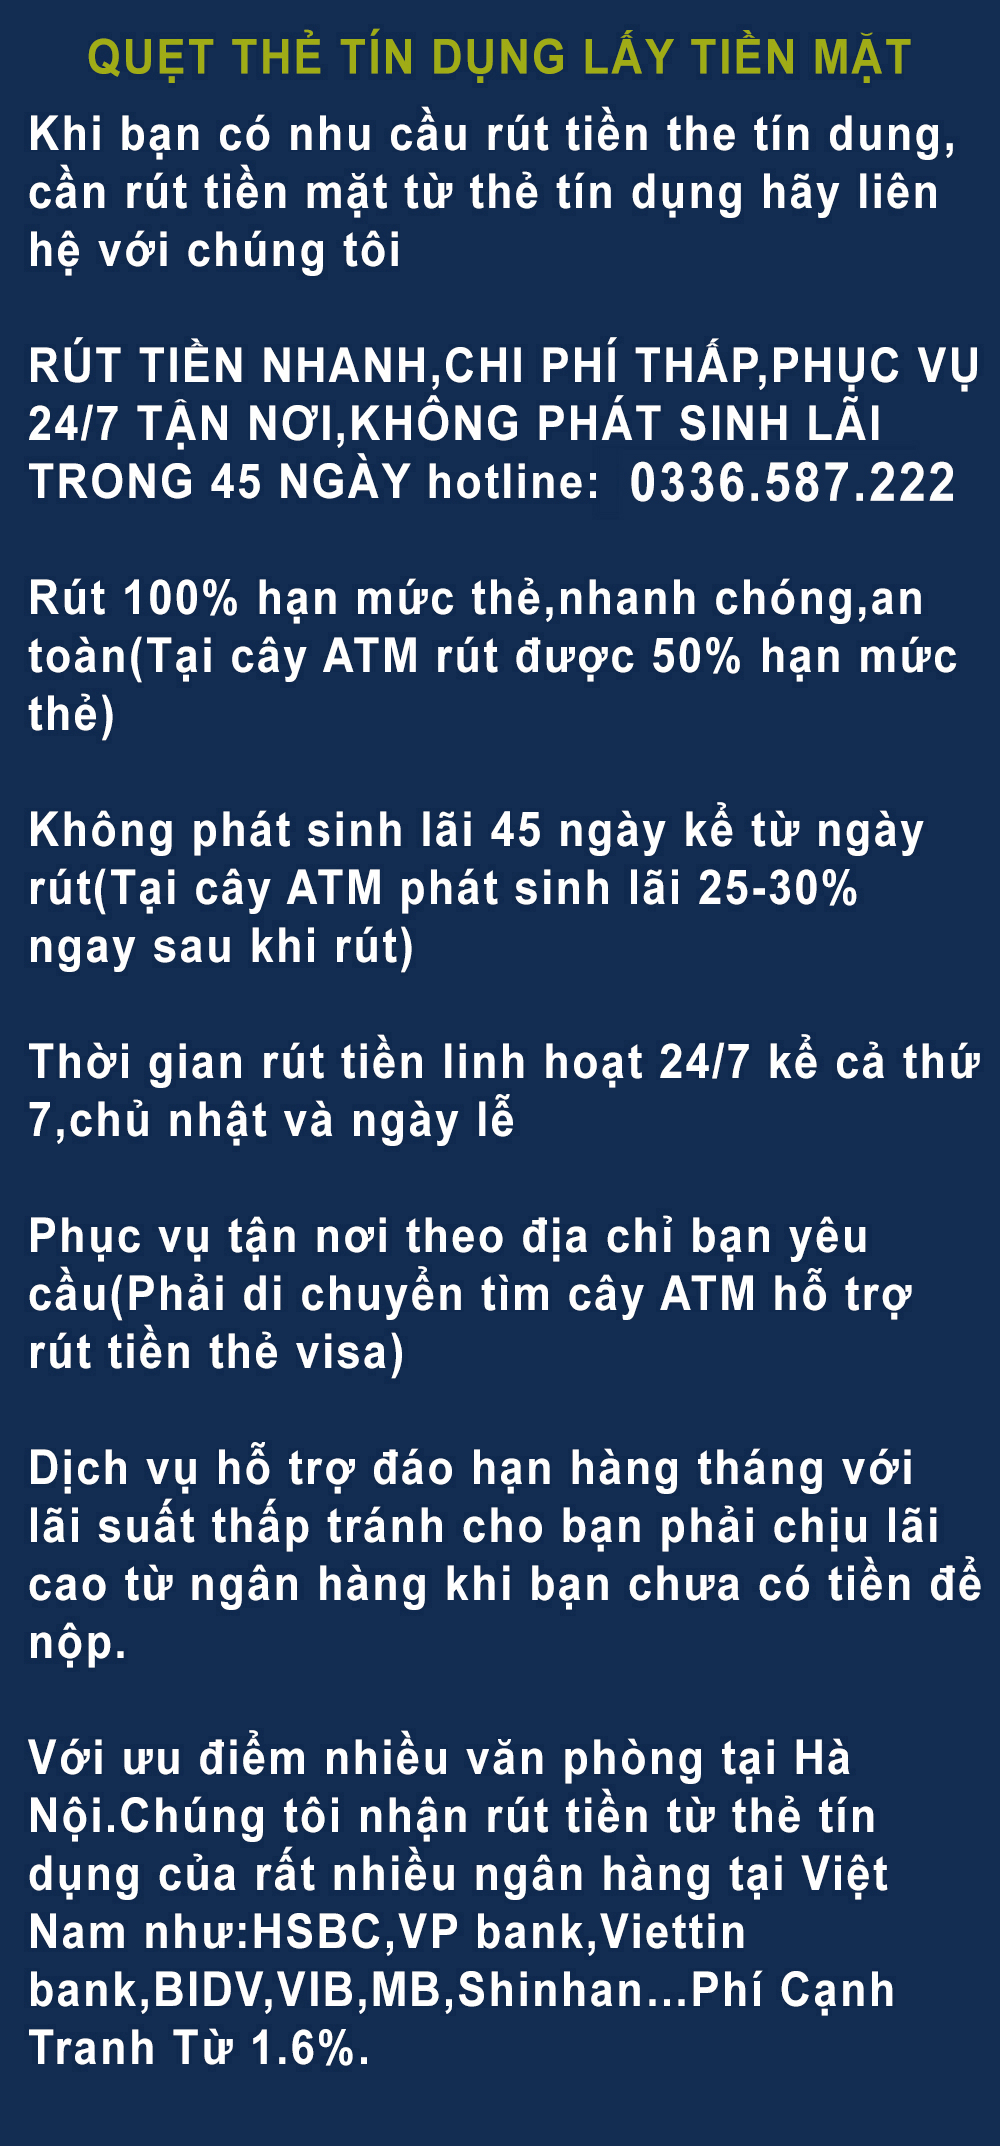 QUẸT THẺ TÍN DỤNG LẤY TIỀN MẶT
Khi bạn có nhu cầu rút tiền the tín dung,
cần rút tiền mặt từ thẻ tín dụng hãy liên
hệ với chúng tôi
RÚT TIỀN NHANH,CHI PHÍ THẤP,PHỤC VỤ
24/7 TẬN NƠI,KHÔNG PHÁT SINH LÃI
TRONG 45 NGÀY hotline: 0336.587.222
Rút 100% hạn mức thẻ,nhanh chóng,an
toàn(Tại cây ATM rút được 50% hạn mức
thẻ)
Không phát sinh lãi 45 ngày kể từ ngày
rút(Tại cây ATM phát sinh lãi 25-30%
ngay sau khi rút)
Thời gian rút tiền linh hoạt 24/7 kể cả thứ
7,chủ nhật và ngày lễ
Phục vụ tận nơi theo địa chỉ bạn yêu
cầu(Phải di chuyển tìm cây ATM hỗ trợ
rút tiền thẻ visa)
Dịch vụ hỗ trợ đáo hạn hàng tháng với
lãi suất thấp tránh cho bạn phải chịu lãi
cao từ ngân hàng khi bạn chưa có tiền để
nộp.
Với ưu điểm nhiều văn phòng tại Hà
Nội.Chúng tôi nhận rút tiền từ thẻ tín
dụng của rất nhiều ngân hàng tại Việt
Nam như:HSBC,VP bank,Viettin
bank,BIDV,VIB,MB,Shinhan...Phí Cạnh
Tranh Từ 1.6%.